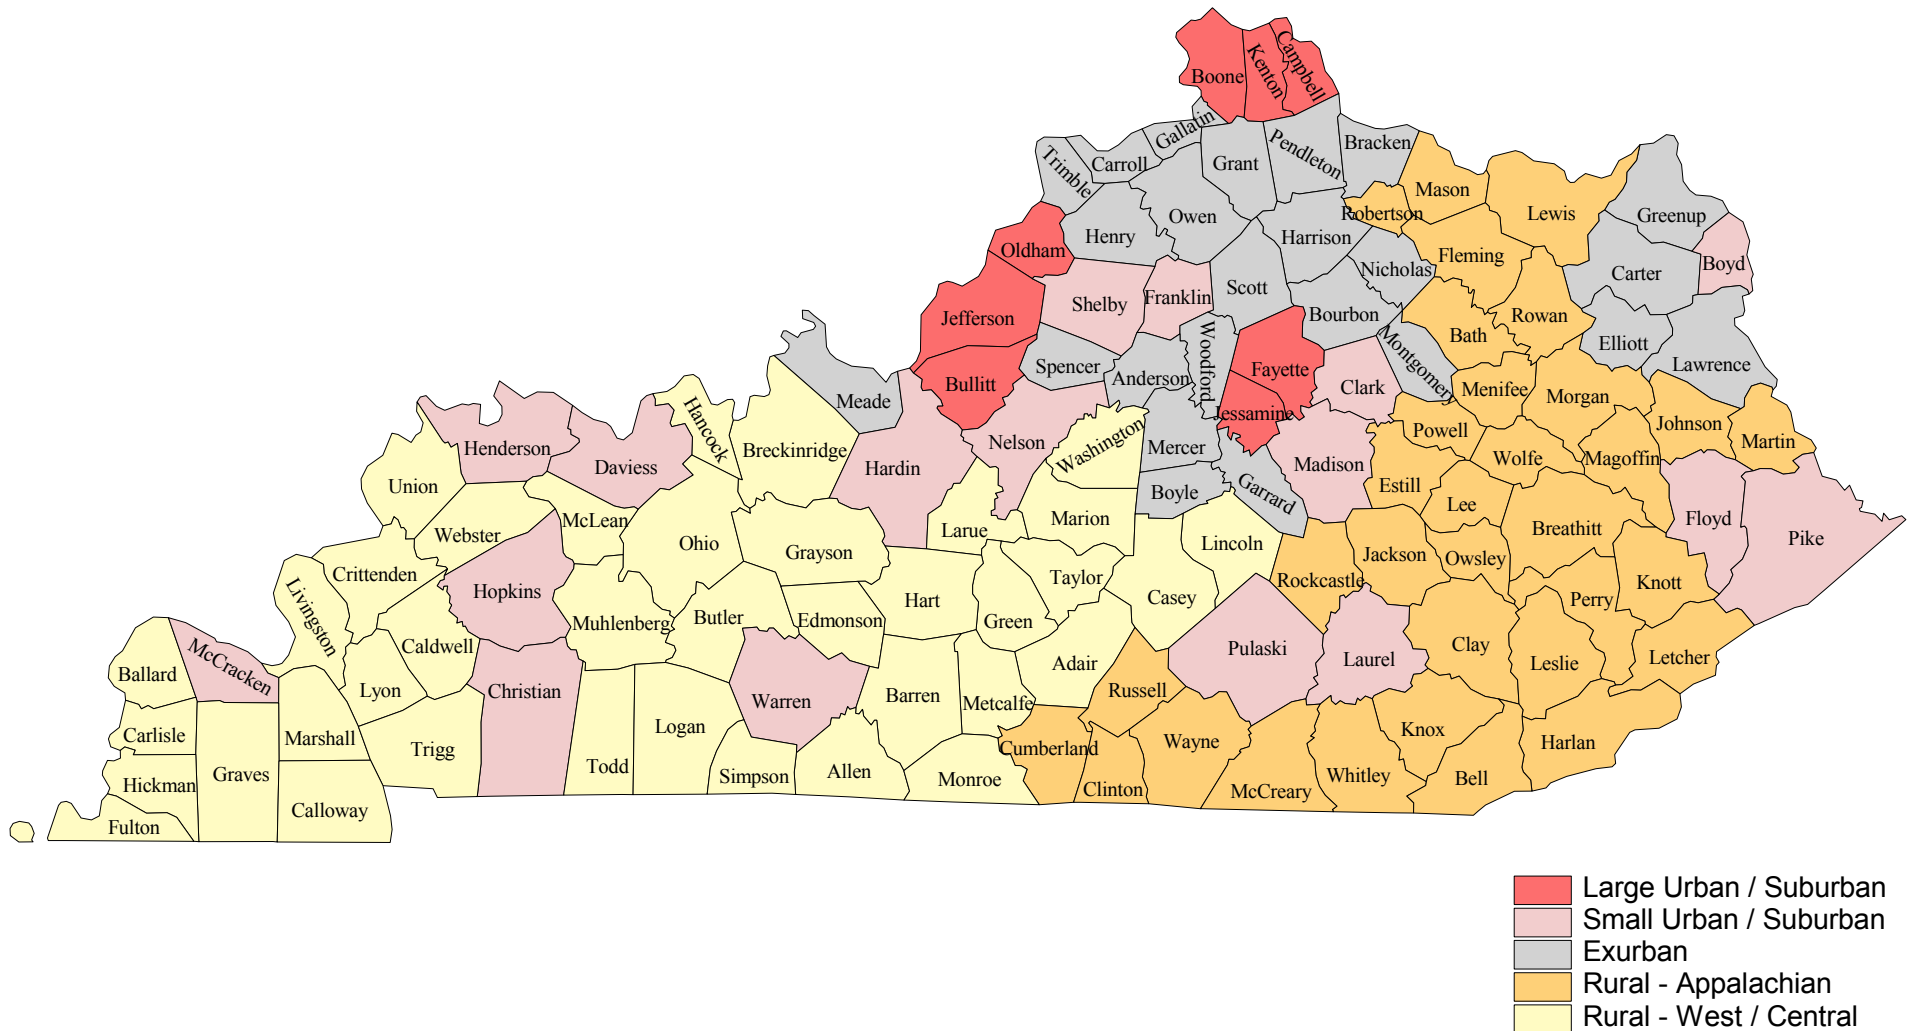 Boone
Kenton
Campbell
Gallatin
Carroll
Trimble
Grant
Pendleton
Bracken
Mason
Robertson
Lewis
Greenup
Owen
Henry
Oldham
Harrison
Fleming
Nicholas
Carter
Boyd
Shelby
Franklin
Scott
Bourbon
Rowan
Bath
Elliott
Lawrence
Jefferson
Spencer
Anderson
Woodford
Fayette
Clark
Montgomery
Menifee
Morgan
Bullitt
Meade
Jessamine
Powell
Johnson
Martin
Hancock
Breckinridge
Henderson
Daviess
Hardin
Nelson
Washington
Mercer
Madison
Wolfe
Magoffin
Union
Boyle
Garrard
Estill
Lee
Breathitt
Floyd
Pike
Webster
McLean
Ohio
Grayson
Larue
Marion
Lincoln
Rockcastle
Jackson
Owsley
Knott
Crittenden
Livingston
Hopkins
Muhlenberg
Butler
Edmonson
Hart
Green
Taylor
Casey
Perry
Pulaski
Laurel
Clay
Leslie
Letcher
Ballard
McCracken
Lyon
Caldwell
Christian
Warren
Barren
Metcalfe
Adair
Russell
Carlisle
Marshall
Trigg
Todd
Logan
Cumberland
Wayne
Knox
Harlan
Hickman
Graves
Calloway
Simpson
Allen
Monroe
Clinton
McCreary
Whitley
Bell
Fulton
Large Urban / Suburban
Small Urban / Suburban
Exurban
Rural - Appalachian
Rural - West / Central